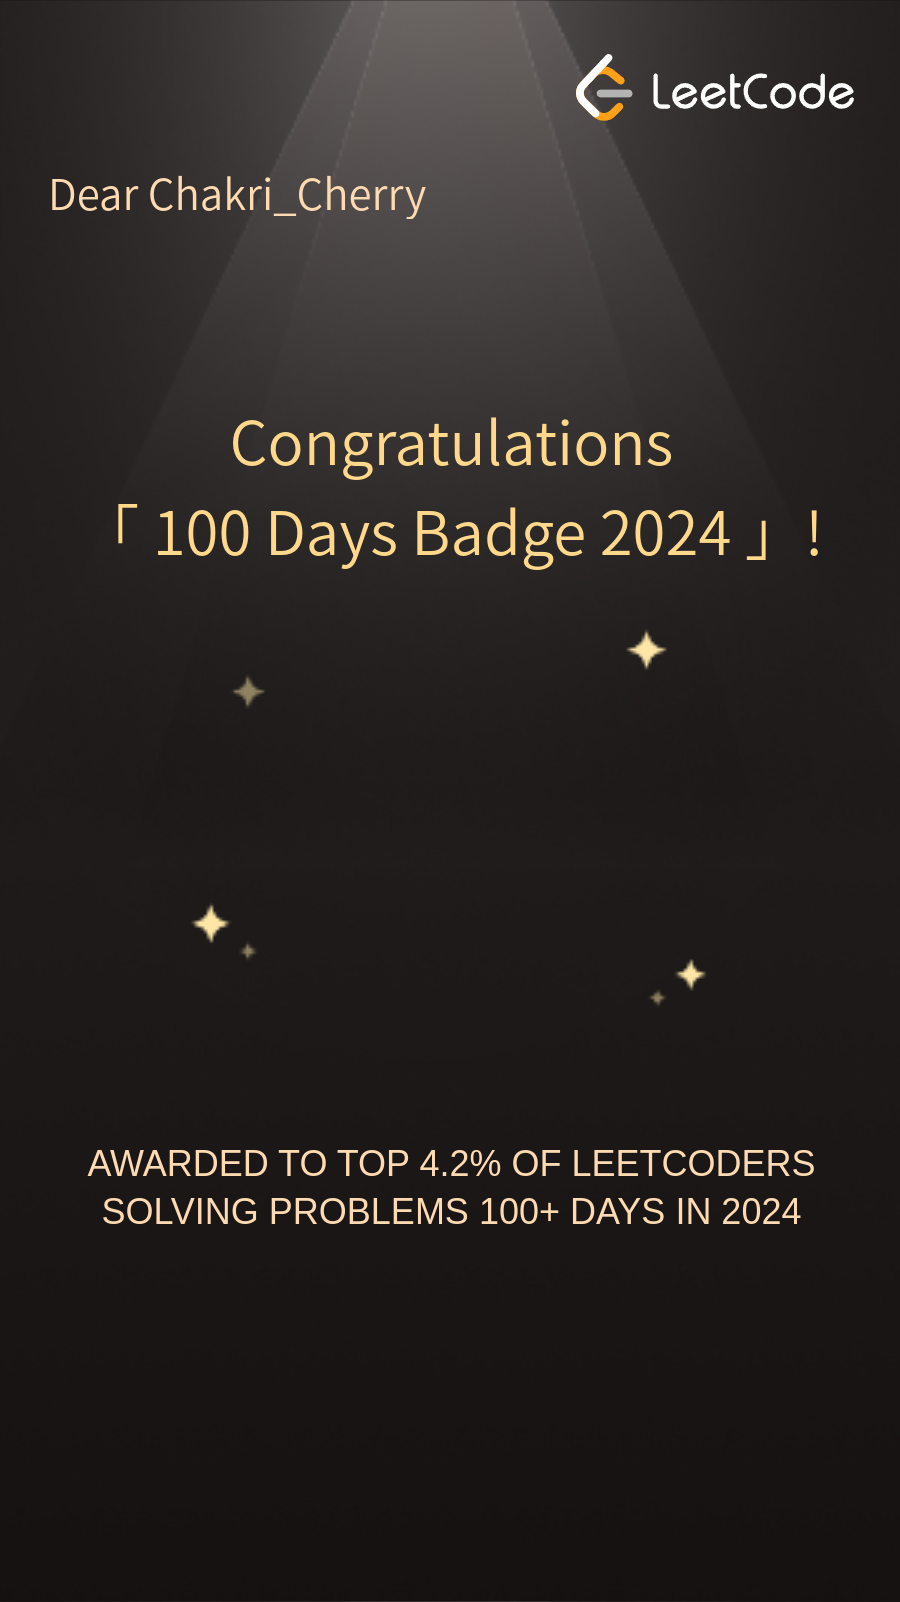 LeetCode
Dear Chakri_Cherry
Congratulations
「 100 Days Badge 2024 」!
AWARDED TO TOP 4.2% OF LEETCODERS
SOLVING PROBLEMS 100+ DAYS IN 2024